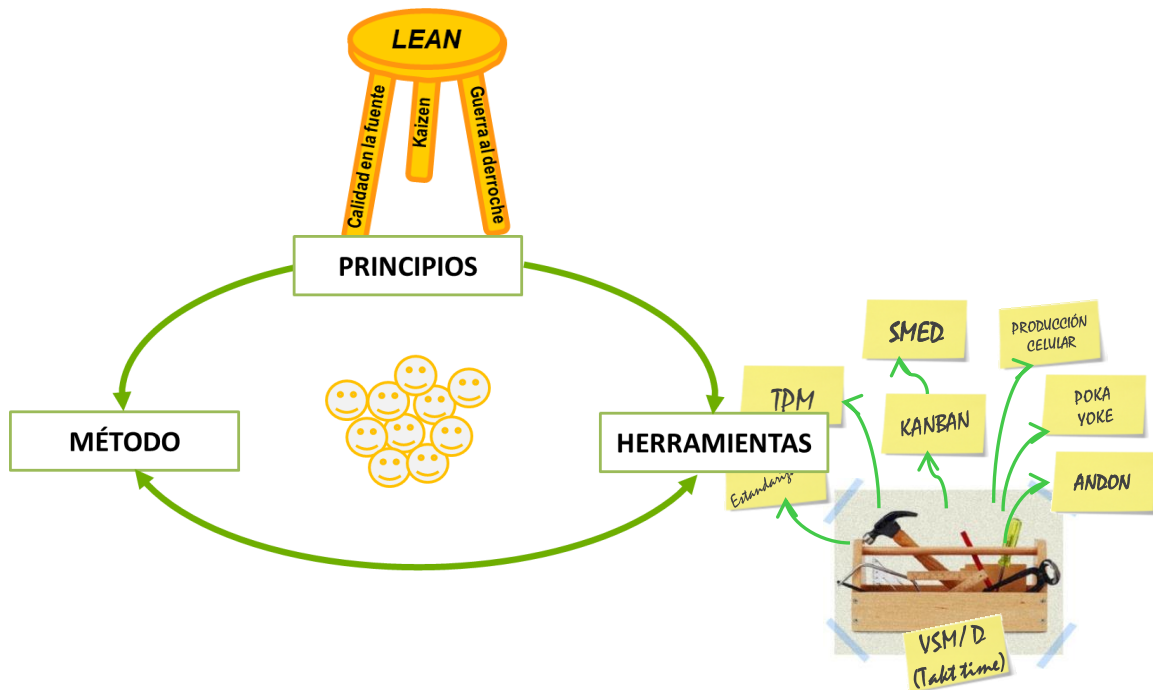 LEAN
Calidad en la fuente
Kaizen
Guerra al derroche
PRINCIPIOS
SMED
PRODUCCIÓN
CELULAR
TPM
KANBAN
POKA
YOKE
MÉTODO
HERRAMIENTAS
ANDON
VSM/D
(Takt time)